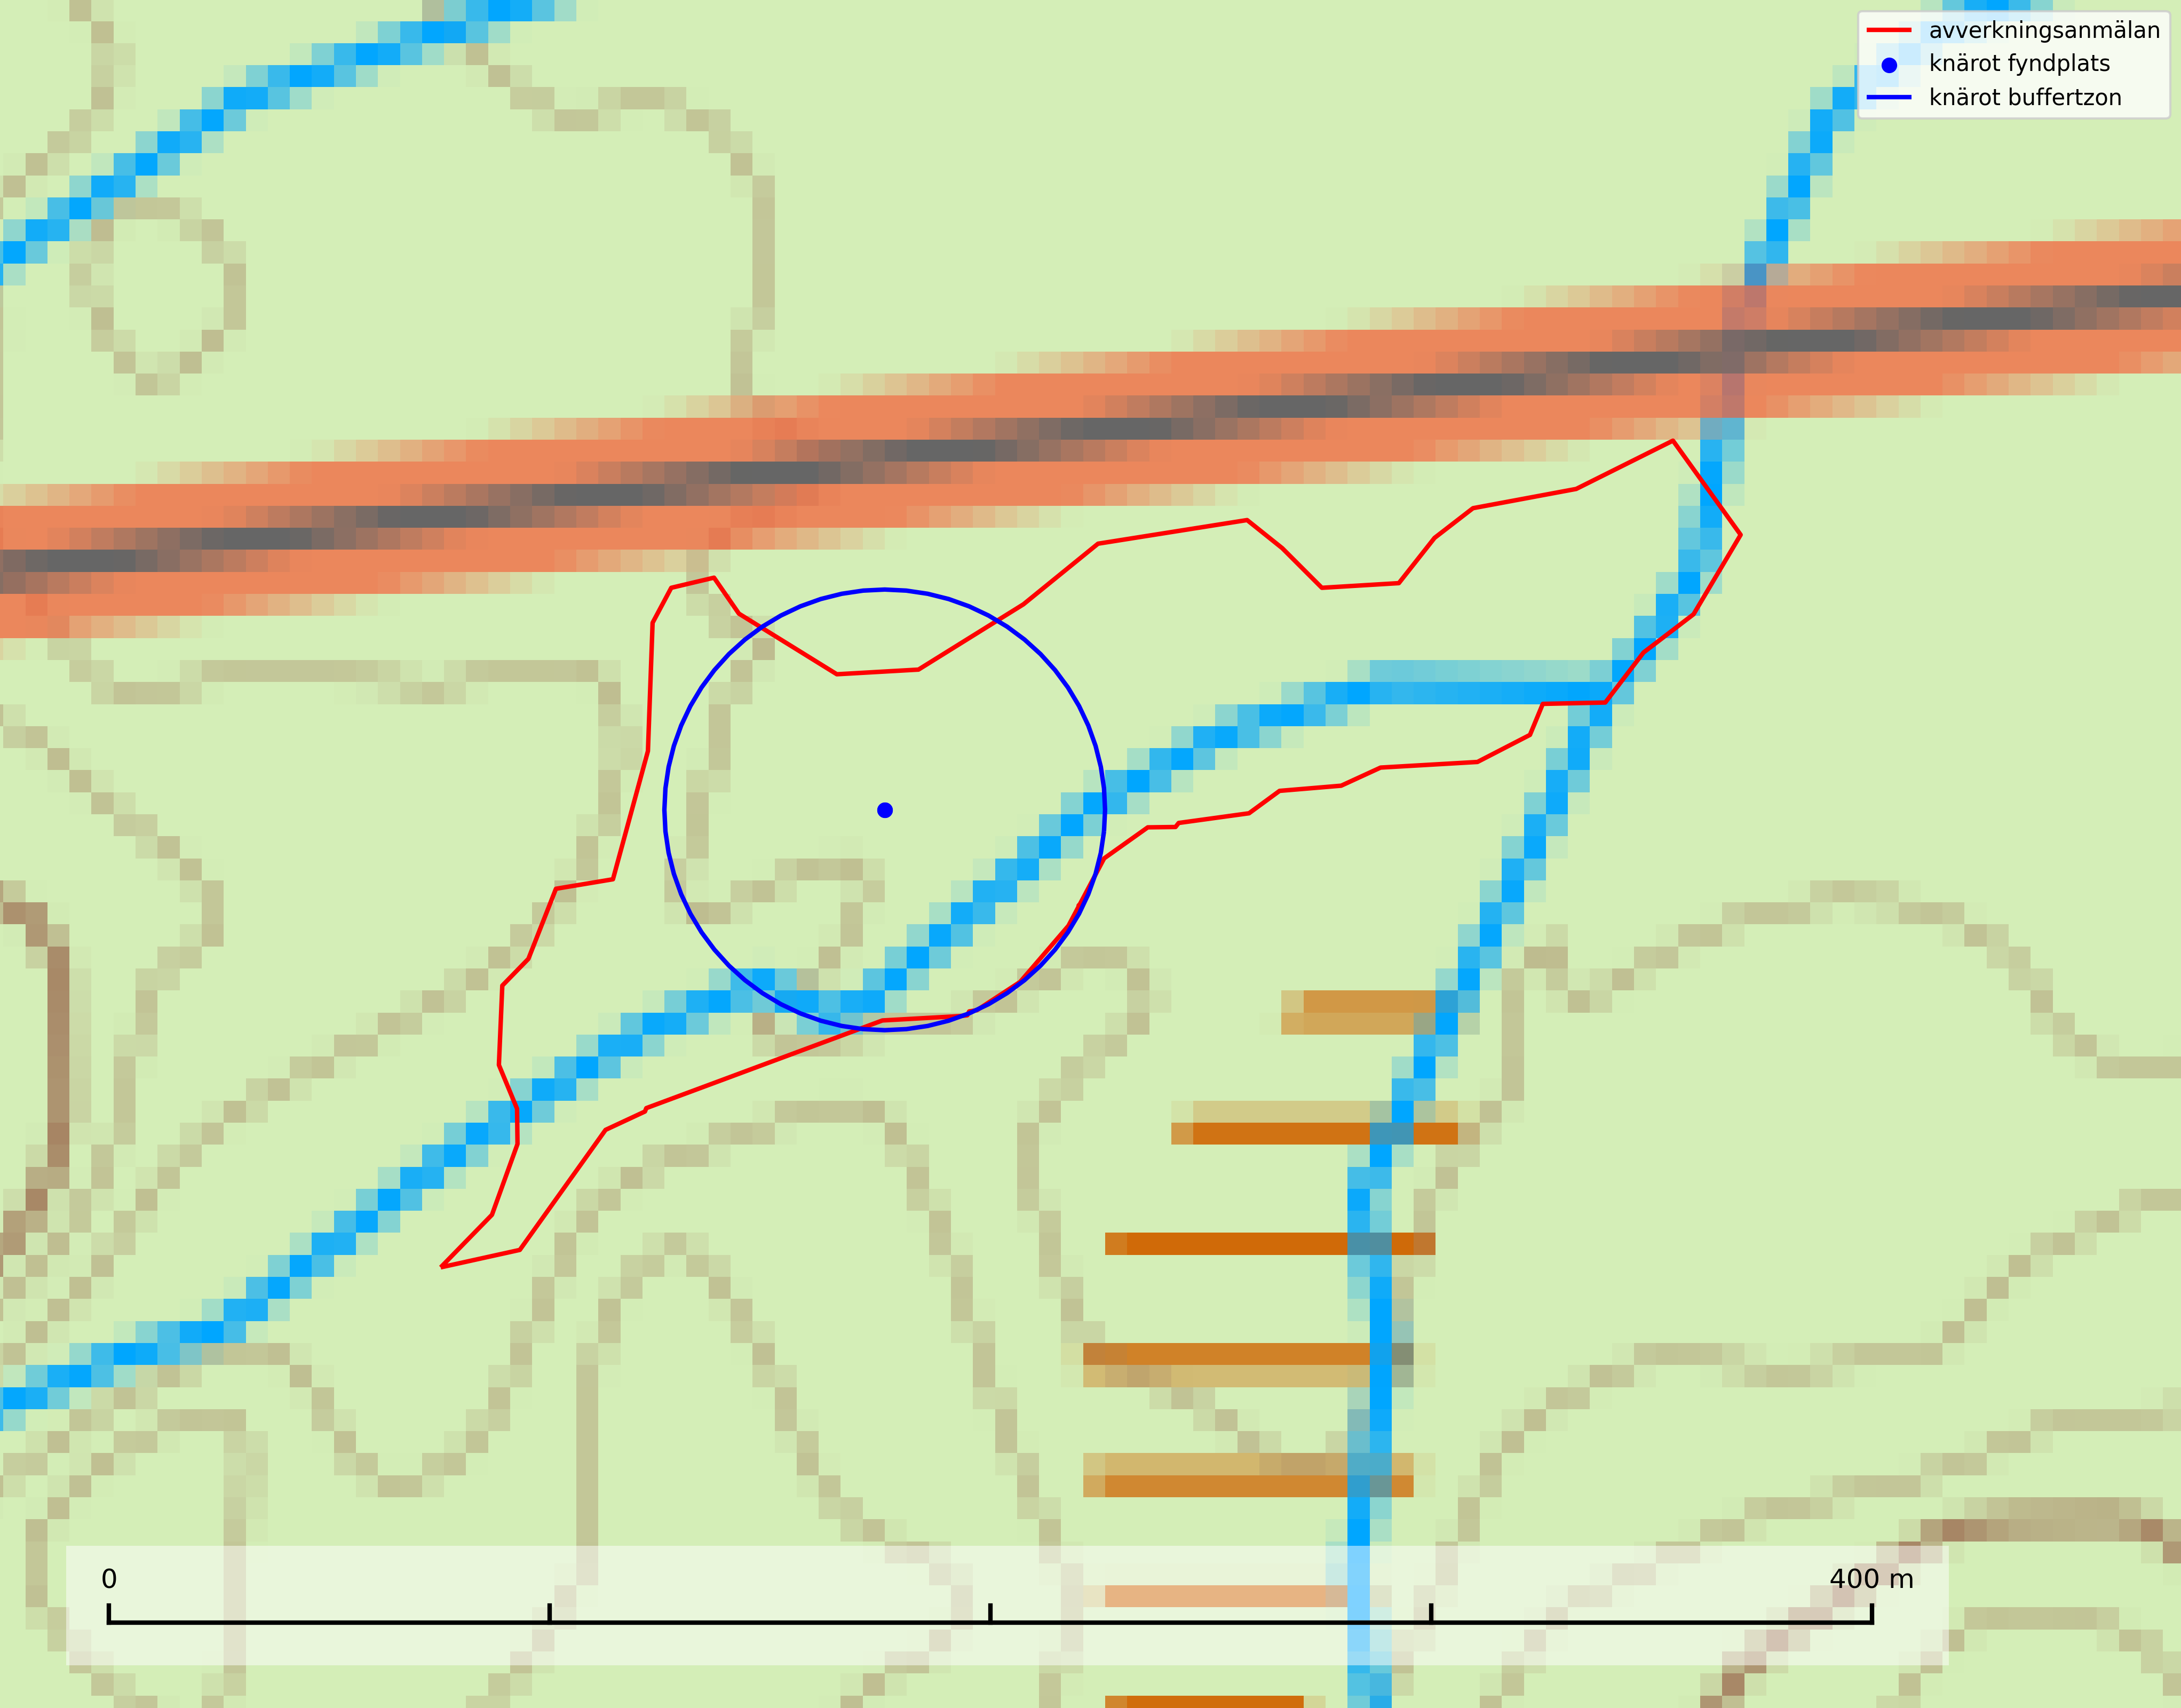 avverkningsanmälan
knärot fyndplats
knärot buffertzon
0
400 m